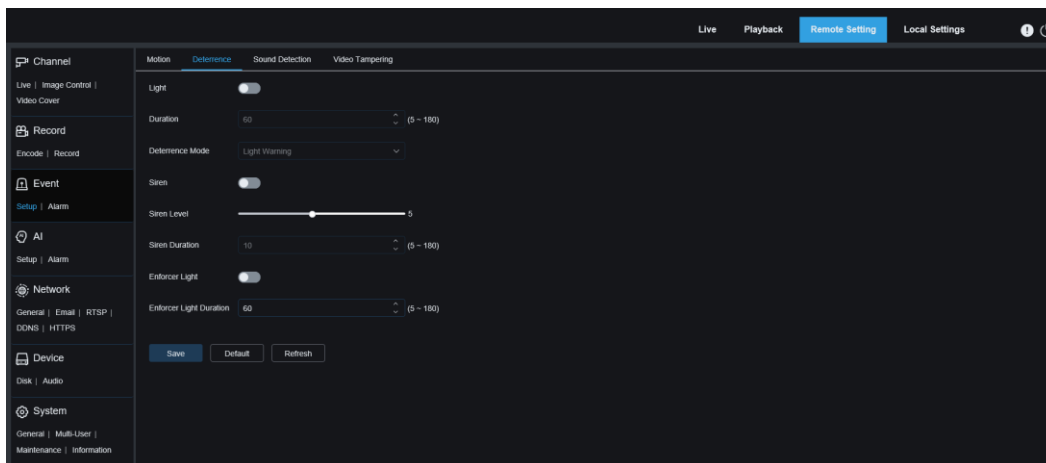 Live Playback Remote Setting Local Settings
Channel
Live | Image Control |
Video Cover
Record
Encode | Record
Event
Setup | Alarm
AI
Setup | Alarm
Network
General | Email | RTSP |
DDNS | HTTPS
Device
Disk | Audio
System
General | Multi-User |
Maintenance | Information
Motion Deterrence Sound Detection Video Tampering
Light
Duration 60 (5 ~ 180)
Deterrence Mode Light Warning
Siren
Siren Level 5
Siren Duration 10 (5 ~ 180)
Enforcer Light
Enforcer Light Duration 60 (5 ~ 180)
Save Default Refresh